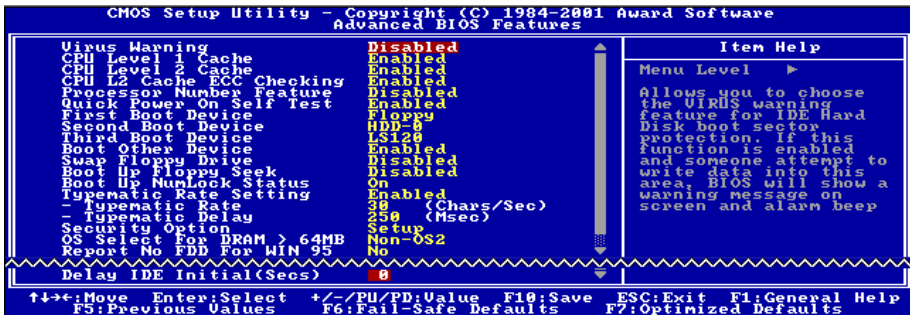 CMOS Setup Utility - Copyright (C) 1984-2001 Award Software
Advanced BIOS Features
Virus Warning Disabled
CPU Level 1 Cache Enabled
CPU Level 2 Cache Enabled
CPU L2 Cache ECC Checking Enabled
Processor Number Feature Disabled
Quick Power On Self Test Enabled
First Boot Device Floppy
Second Boot Device HDD-0
Third Boot Device LS120
Boot Other Device Enabled
Swap Floppy Drive Disabled
Boot Up Floppy Seek Disabled
Boot Up NumLock Status On
Typematic Rate Setting Enabled
- Typematic Rate 30 (Chars/Sec)
- Typematic Delay 250 (Msec)
Security Option Setup
OS Select For DRAM > 64MB Non-OS2
Report No FDD For WIN 95 No
Delay IDE Initial(Secs) 0
Item Help
Menu Level ►
Allows you to choose
the VIRUS warning
feature for IDE Hard
Disk boot sector
protection. If this
function is enabled
and someone attempt to
write data into this
area, BIOS will show a
warning message on
screen and alarm beep
↑↓→←:Move Enter:Select +/-/PU/PD:Value F10:Save ESC:Exit F1:General Help
F5:Previous Values F6:Fail-Safe Defaults F7:Optimized Defaults